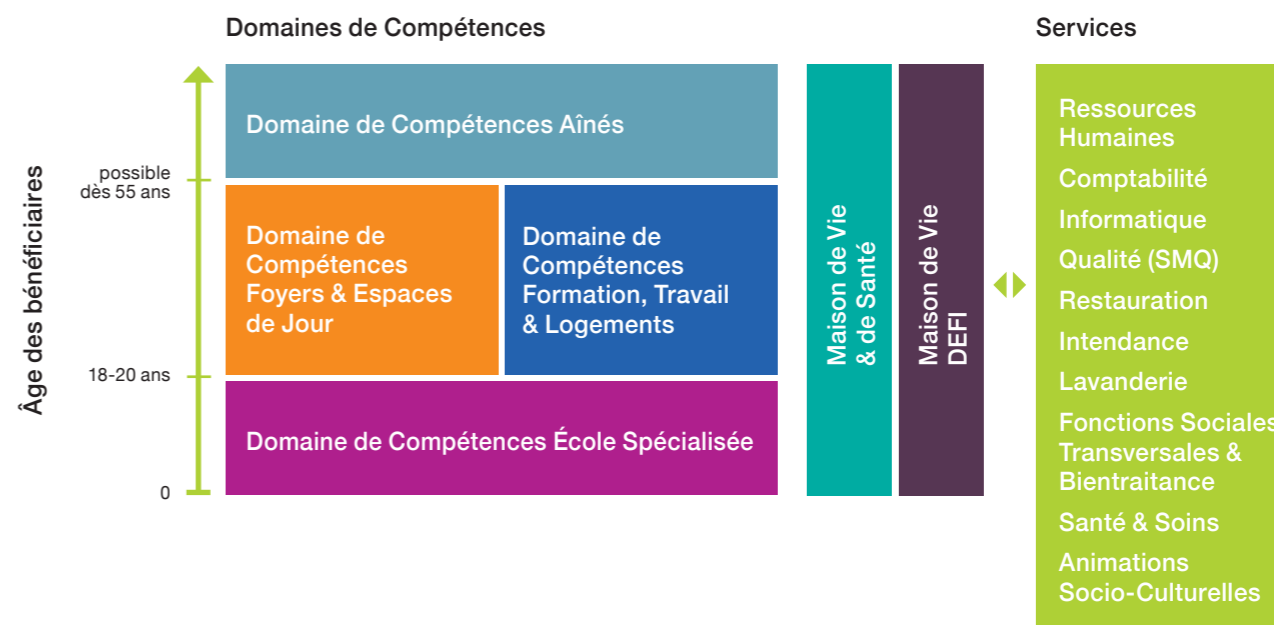 Domaines de Compétences
Services
Âge des bénéficiaires
possible
dès 55 ans
18-20 ans
0
Domaine de Compétences Aînés
Domaine de
Compétences
Foyers & Espaces
de Jour
Domaine de
Compétences
Formation, Travail
& Logements
Domaine de Compétences École Spécialisée
Maison de Vie
& de Santé
Maison de Vie
DEFI
Ressources
Humaines
Comptabilité
Informatique
Qualité (SMQ)
Restauration
Intendance
Lavanderie
Fonctions Sociales
Transversales &
Bientraitance
Santé & Soins
Animations
Socio-Culturelles